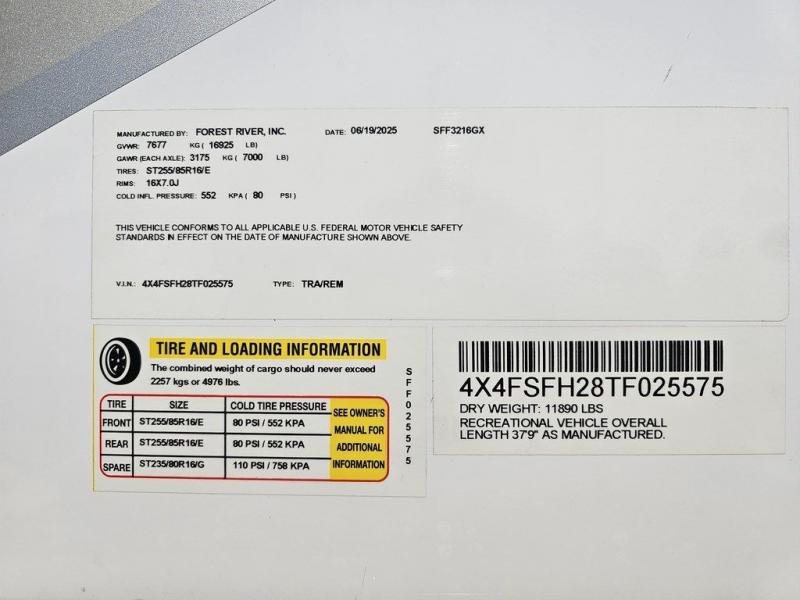 MANUFACTURED BY: FOREST RIVER, INC. DATE: 06/19/2025 SFF3216GX
GVWR: 7677 KG ( 16925 LB)
GAWR (EACH AXLE): 3175 KG ( 7000 LB)
TIRES: ST255/85R16/E
RIMS: 16X7.0J
COLD INFL. PRESSURE: 552 KPA ( 80 PSI )
THIS VEHICLE CONFORMS TO ALL APPLICABLE U.S. FEDERAL MOTOR VEHICLE SAFETY
STANDARDS IN EFFECT ON THE DATE OF MANUFACTURE SHOWN ABOVE.
V.I.N.: 4X4FSFH28TF025575 TYPE: TRA/REM
TIRE AND LOADING INFORMATION
The combined weight of cargo should never exceed
2257 kgs or 4976 lbs.
TIRE SIZE COLD TIRE PRESSURE
FRONT ST255/85R16/E 80 PSI / 552 KPA
REAR ST255/85R16/E 80 PSI / 552 KPA
SPARE ST235/80R16/G 110 PSI / 758 KPA
SEE OWNER'S
MANUAL FOR
ADDITIONAL
INFORMATION
SFF025575
4X4FSFH28TF025575
DRY WEIGHT: 11890 LBS
RECREATIONAL VEHICLE OVERALL
LENGTH 37'9" AS MANUFACTURED.